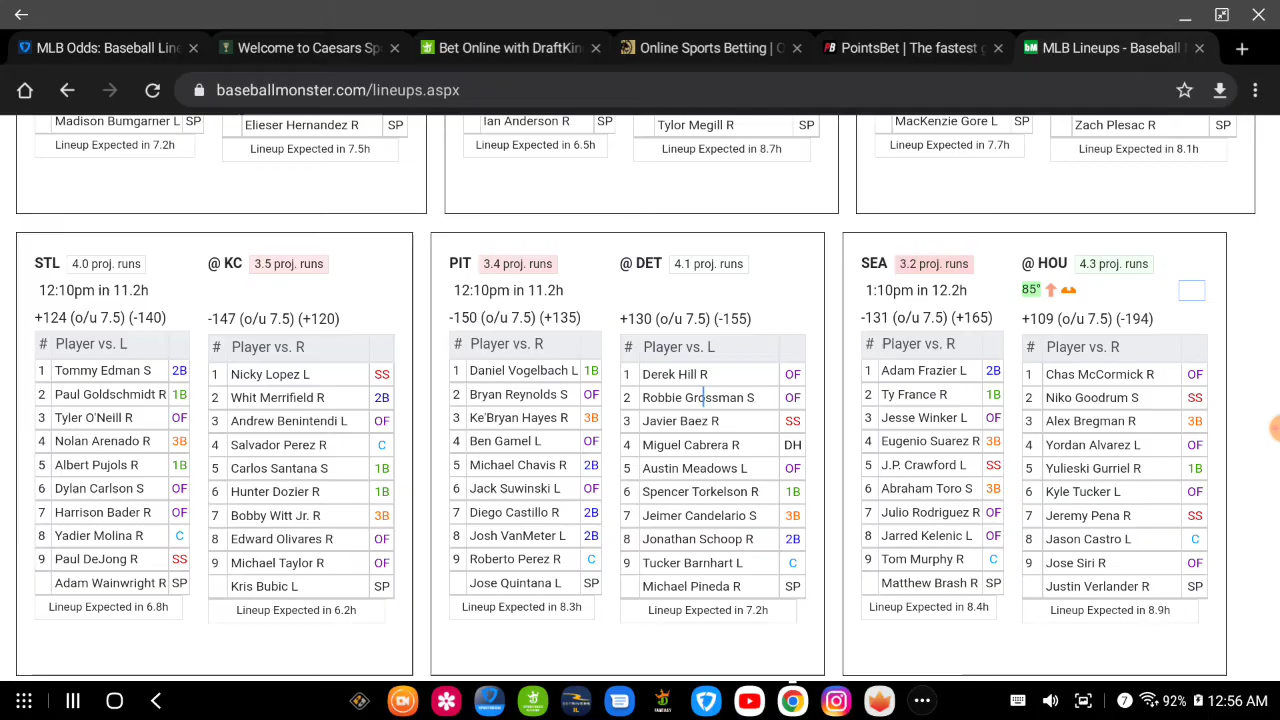 MLB Odds: Baseball Line
Welcome to Caesars Sp
Bet Online with DraftKin
Online Sports Betting |
PointsBet | The fastest
MLB Lineups - Baseball
baseballmonster.com/lineups.aspx
Madison Bumgarner L SP
Lineup Expected in 7.2h
Elieser Hernandez R SP
Lineup Expected in 7.5h
Ian Anderson R SP
Lineup Expected in 6.5h
Tylor Megill R SP
Lineup Expected in 8.7h
MacKenzie Gore L SP
Lineup Expected in 7.7h
Zach Plesac R SP
Lineup Expected in 8.1h
STL 4.0 proj. runs
12:10pm in 11.2h
+124 (o/u 7.5) (-140)
# Player vs. L
1 Tommy Edman S 2B
2 Paul Goldschmidt R 1B
3 Tyler O'Neill R OF
4 Nolan Arenado R 3B
5 Albert Pujols R 1B
6 Dylan Carlson S OF
7 Harrison Bader R OF
8 Yadier Molina R C
9 Paul DeJong R SS
Adam Wainwright R SP
Lineup Expected in 6.8h
@ KC 3.5 proj. runs
-147 (o/u 7.5) (+120)
# Player vs. R
1 Nicky Lopez L SS
2 Whit Merrifield R 2B
3 Andrew Benintendi L OF
4 Salvador Perez R C
5 Carlos Santana S 1B
6 Hunter Dozier R 1B
7 Bobby Witt Jr. R 3B
8 Edward Olivares R OF
9 Michael Taylor R OF
Kris Bubic L SP
Lineup Expected in 6.2h
PIT 3.4 proj. runs
12:10pm in 11.2h
-150 (o/u 7.5) (+135)
# Player vs. R
1 Daniel Vogelbach L 1B
2 Bryan Reynolds S OF
3 Ke'Bryan Hayes R 3B
4 Ben Gamel L OF
5 Michael Chavis R 2B
6 Jack Suwinski L OF
7 Diego Castillo R 2B
8 Josh VanMeter L 2B
9 Roberto Perez R C
Jose Quintana L SP
Lineup Expected in 8.3h
@ DET 4.1 proj. runs
+130 (o/u 7.5) (-155)
# Player vs. L
1 Derek Hill R OF
2 Robbie Grossman S OF
3 Javier Baez R SS
4 Miguel Cabrera R DH
5 Austin Meadows L OF
6 Spencer Torkelson R 1B
7 Jeimer Candelario S 3B
8 Jonathan Schoop R 2B
9 Tucker Barnhart L C
Michael Pineda R SP
Lineup Expected in 7.2h
SEA 3.2 proj. runs
1:10pm in 12.2h
-131 (o/u 7.5) (+165)
# Player vs. R
1 Adam Frazier L 2B
2 Ty France R 1B
3 Jesse Winker L OF
4 Eugenio Suarez R 3B
5 J.P. Crawford L SS
6 Abraham Toro S 3B
7 Julio Rodriguez R OF
8 Jarred Kelenic L OF
9 Tom Murphy R C
Matthew Brash R SP
Lineup Expected in 8.4h
@ HOU 4.3 proj. runs
85°
+109 (o/u 7.5) (-194)
# Player vs. R
1 Chas McCormick R OF
2 Niko Goodrum S SS
3 Alex Bregman R 3B
4 Yordan Alvarez L OF
5 Yulieski Gurriel R 1B
6 Kyle Tucker L OF
7 Jeremy Pena R SS
8 Jason Castro L C
9 Jose Siri R OF
Justin Verlander R SP
Lineup Expected in 8.9h
7 92% 12:56 AM